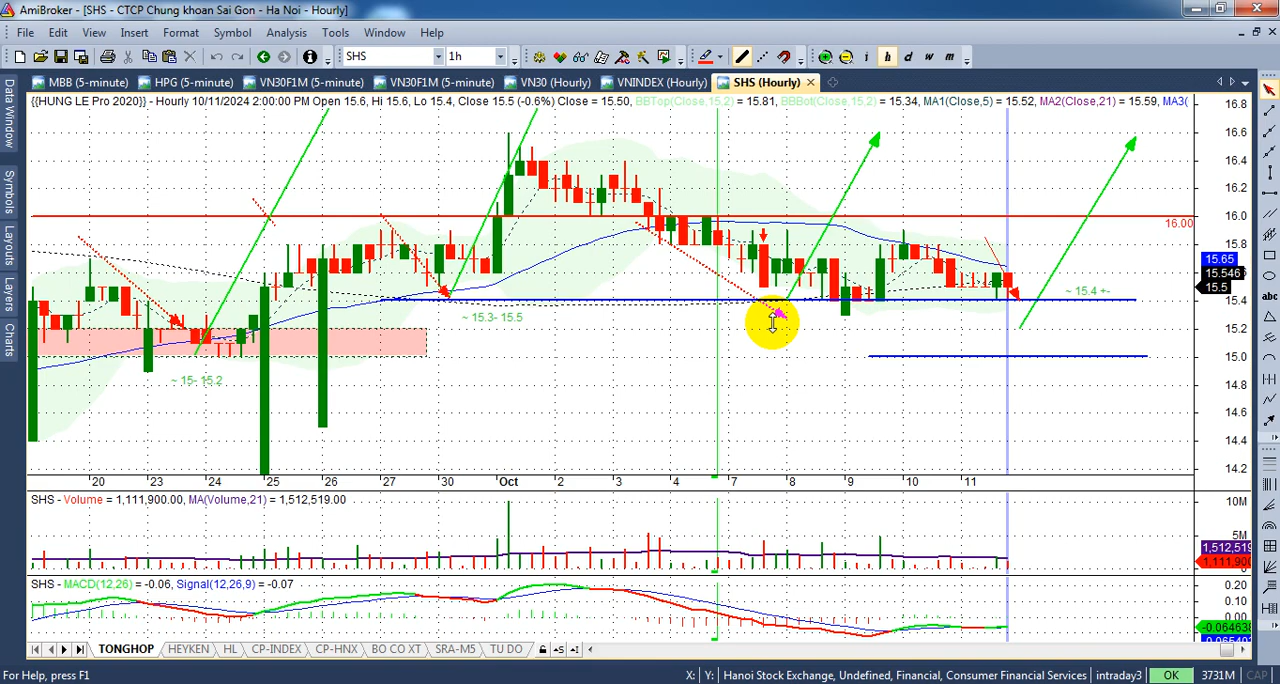 AmiBroker - [SHS - CTCP Chung khoan Sai Gon - Ha Noi - Hourly]
File Edit View Insert Format Symbol Analysis Tools Window Help
SHS 1h i h d w m
MBB (5-minute) HPG (5-minute) VN30F1M (5-minute) VN30F1M (5-minute) VN30 (Hourly) VNINDEX (Hourly) SHS (Hourly)
{{HUNG LE Pro 2020}} - Hourly 10/11/2024 2:00:00 PM Open 15.6, Hi 15.6, Lo 15.4, Close 15.5 (-0.6%) Close = 15.50, BBTop(Close,15.2) = 15.81, BBBot(Close,15.2) = 15.34, MA1(Close,5) = 15.52, MA2(Close,21) = 15.59, MA3(
Data Window
Symbols
Layouts
Layers
Charts
16.8
16.6
16.4
16.2
16.0
16.00
15.8
15.65
15.546
15.5
15.4
15.2
15.0
14.8
14.6
14.4
14.2
~ 15.4 +-
~ 15.3- 15.5
~ 15- 15.2
20 23 24 25 26 27 30 Oct 2 3 4 7 8 9 10 11
SHS - Volume = 1,111,900.00, MA(Volume,21) = 1,512,519.00
10M
5M
1,512,519
1,111,900
SHS - MACD(12,26) = -0.06, Signal(12,26,9) = -0.07
0.20
0.10
0.00
-0.064638
TONGHOP HEYKEN HL CP-INDEX CP-HNX BO CO XT SRA-M5 TU DO
abc
For Help, press F1 X: Y: Hanoi Stock Exchange, Undefined, Financial, Consumer Financial Services intraday3 OK 3731M CAP